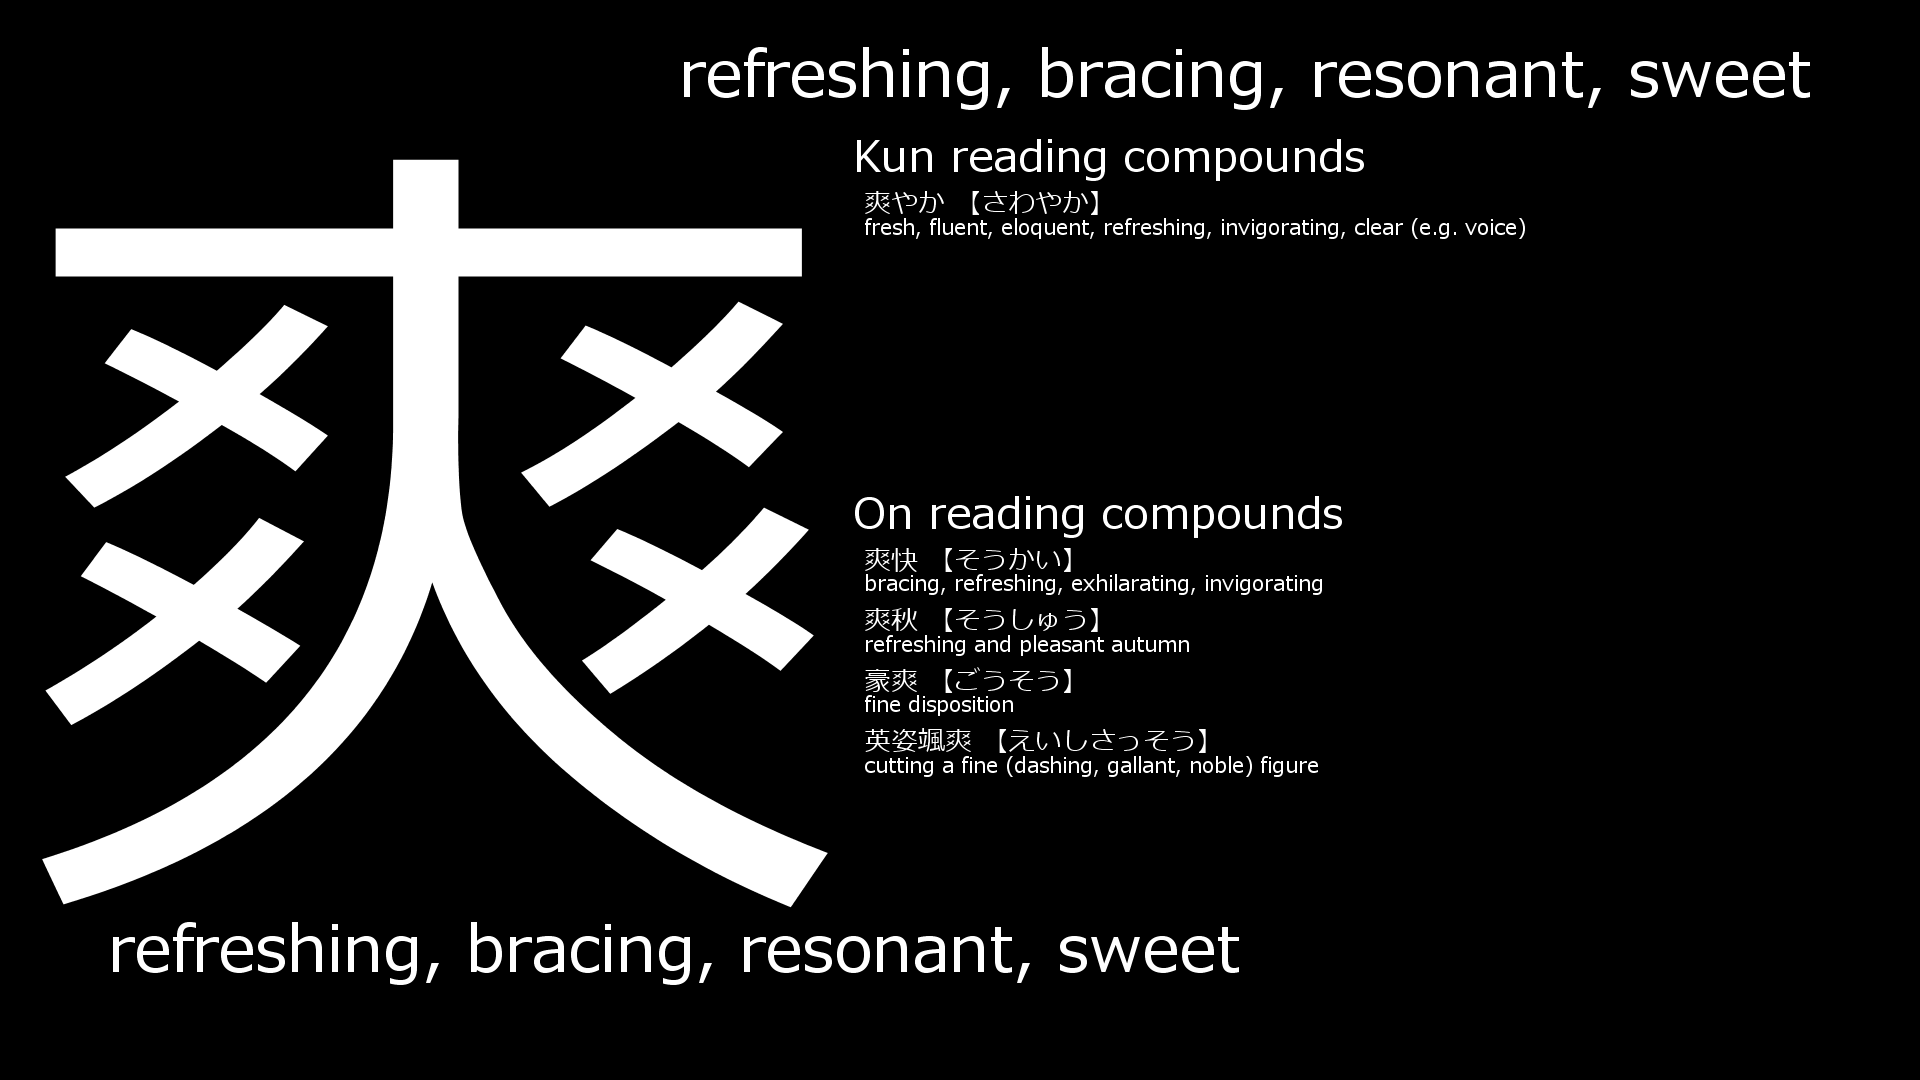 refreshing, bracing, resonant, sweet
爽
Kun reading compounds
爽やか 【さわやか】
fresh, fluent, eloquent, refreshing, invigorating, clear (e.g. voice)
On reading compounds
爽快 【そうかい】
bracing, refreshing, exhilarating, invigorating
爽秋 【そうしゅう】
refreshing and pleasant autumn
豪爽 【ごうそう】
fine disposition
英姿颯爽 【えいしさっそう】
cutting a fine (dashing, gallant, noble) figure
refreshing, bracing, resonant, sweet